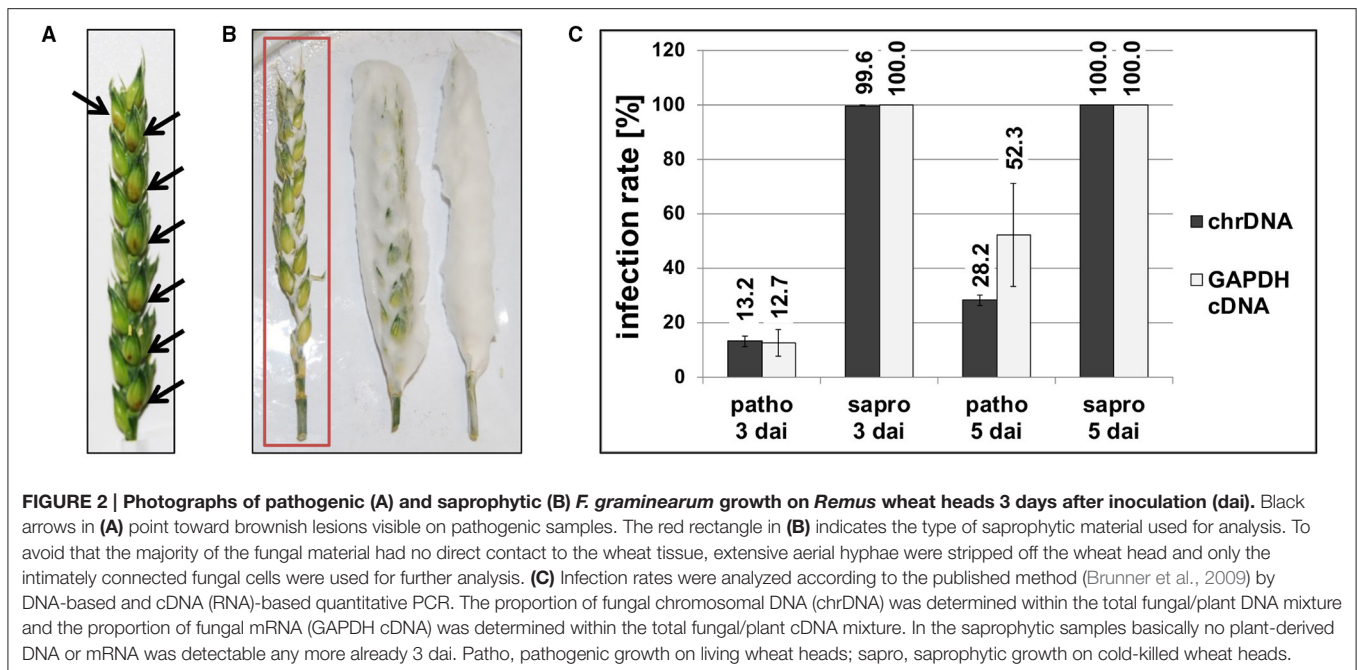 A
B
C
infection rate [%]
120
100
80
60
40
20
0
13.2
12.7
99.6
100.0
28.2
52.3
100.0
100.0
patho sapro patho sapro
3 dai 3 dai 5 dai 5 dai
chrDNA
GAPDH
cDNA
FIGURE 2 | Photographs of pathogenic (A) and saprophytic (B) F. graminearum growth on Remus wheat heads 3 days after inoculation (dai). Black
arrows in (A) point toward brownish lesions visible on pathogenic samples. The red rectangle in (B) indicates the type of saprophytic material used for analysis. To
avoid that the majority of the fungal material had no direct contact to the wheat tissue, extensive aerial hyphae were stripped off the wheat head and only the
intimately connected fungal cells were used for further analysis. (C) Infection rates were analyzed according to the published method (Brunner et al., 2009) by
DNA-based and cDNA (RNA)-based quantitative PCR. The proportion of fungal chromosomal DNA (chrDNA) was determined within the total fungal/plant DNA mixture
and the proportion of fungal mRNA (GAPDH cDNA) was determined within the total fungal/plant cDNA mixture. In the saprophytic samples basically no plant-derived
DNA or mRNA was detectable any more already 3 dai. Patho, pathogenic growth on living wheat heads; sapro, saprophytic growth on cold-killed wheat heads.